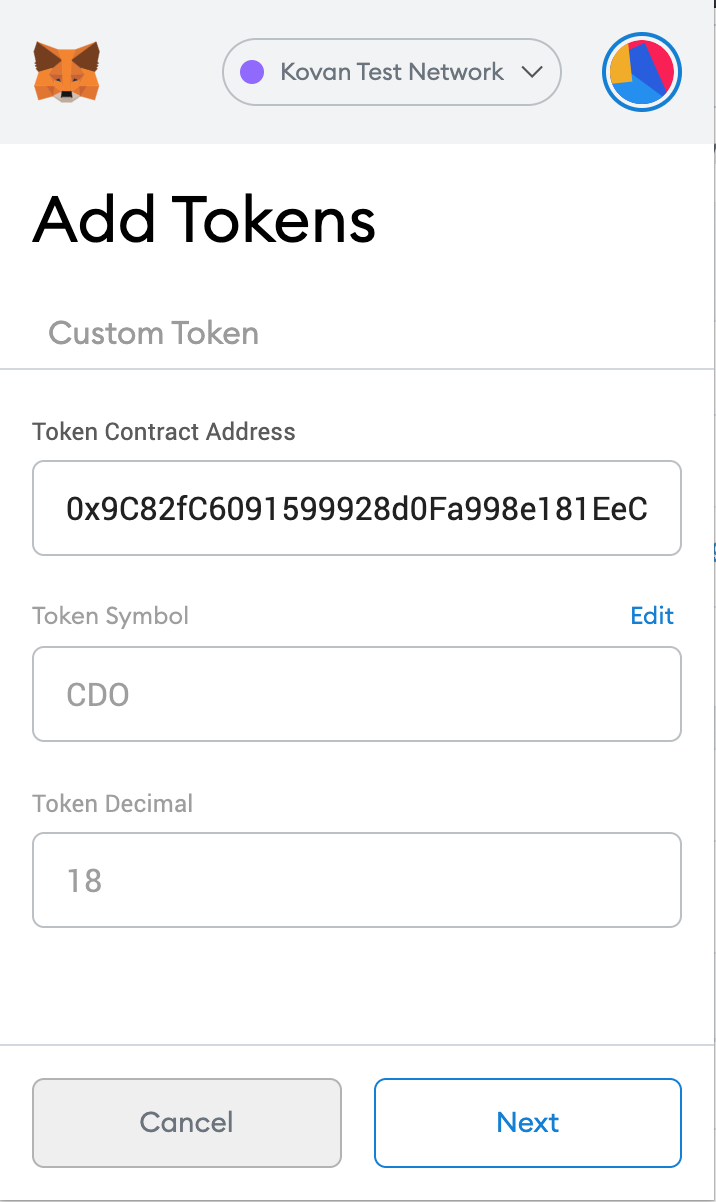 Kovan Test Network
Add Tokens
Custom Token
Token Contract Address
0x9C82fC6091599928d0Fa998e181EeC
Token Symbol Edit
CDO
Token Decimal
18
Cancel Next